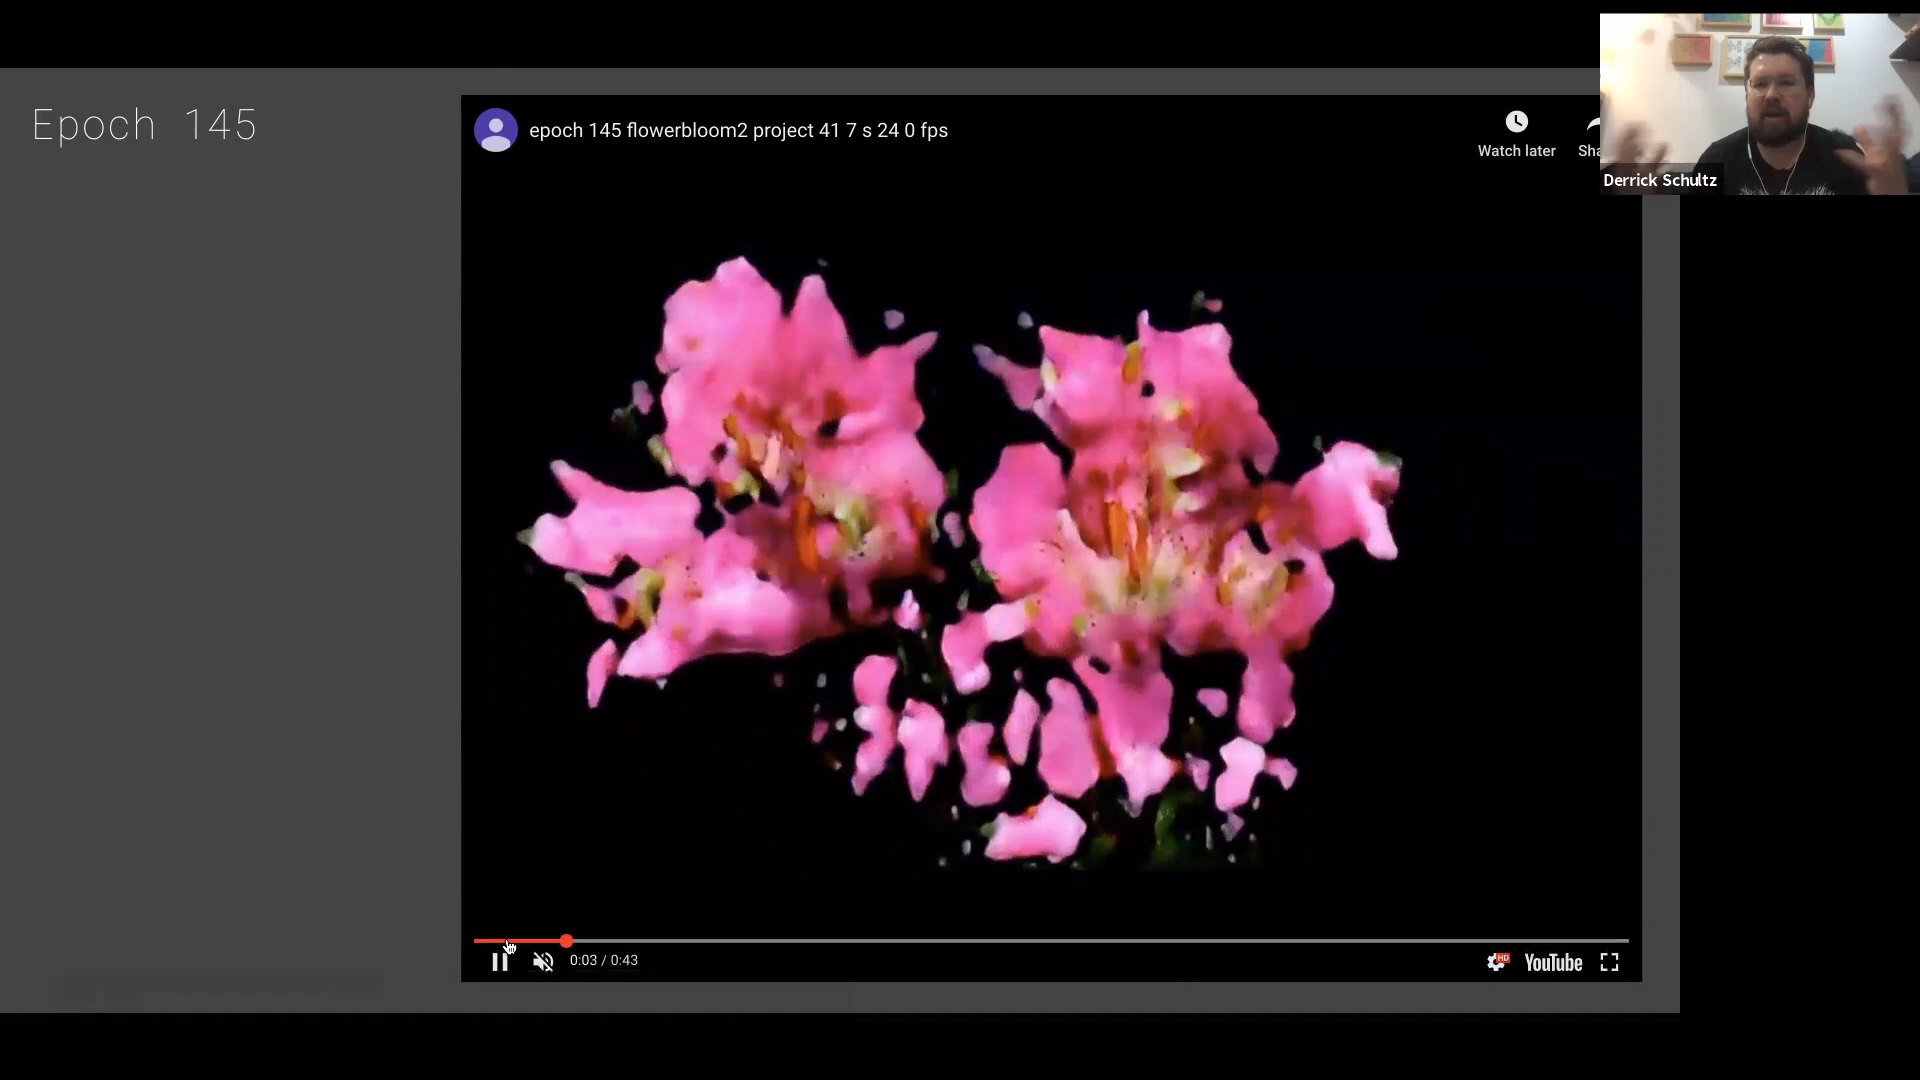 Epoch 145
epoch 145 flowerbloom2 project 41 7 s 24 0 fps
Watch later
Derrick Schultz
0:03 / 0:43
HD
YouTube